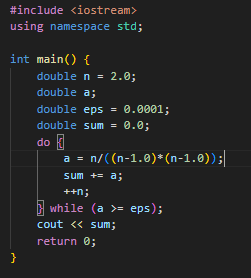 #include <iostream>
using namespace std;
int main() {
double n = 2.0;
double a;
double eps = 0.0001;
double sum = 0.0;
do {
a = n/((n-1.0)*(n-1.0));
sum += a;
++n;
} while (a >= eps);
cout << sum;
return 0;
}